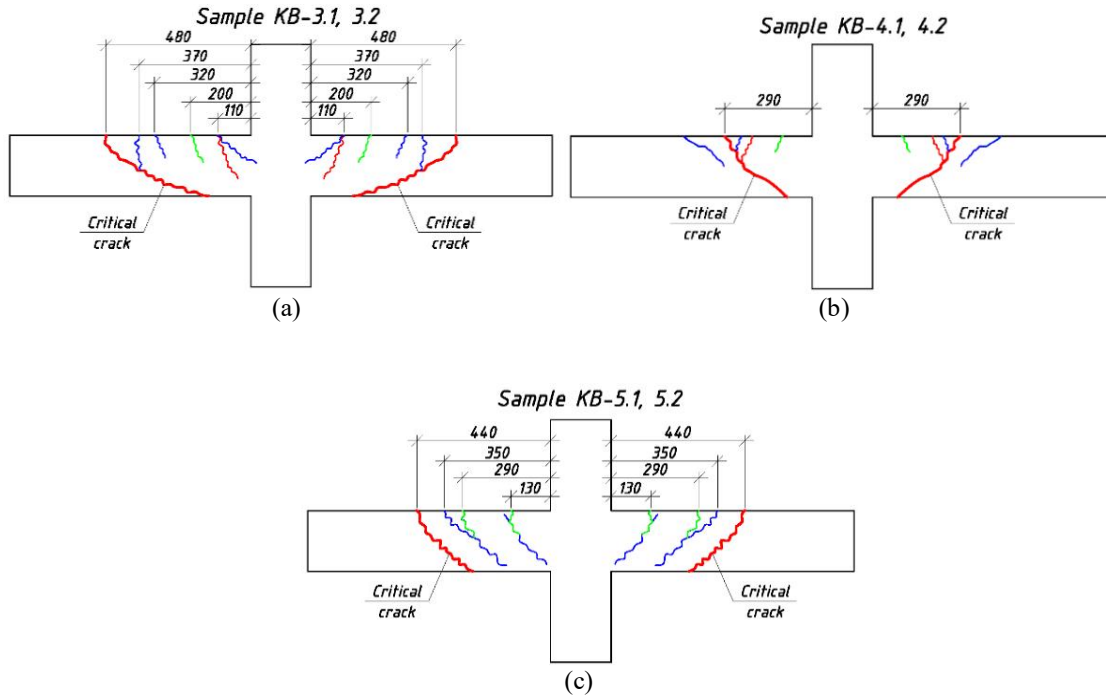 Sample KB-3.1, 3.2
480
480
370
370
320
320
200
200
110
110
Critical
crack
Critical
crack
(a)
Sample KB-4.1, 4.2
290
290
Critical
crack
Critical
crack
(b)
Sample KB-5.1, 5.2
440
440
350
350
290
290
130
130
Critical
crack
Critical
crack
(c)